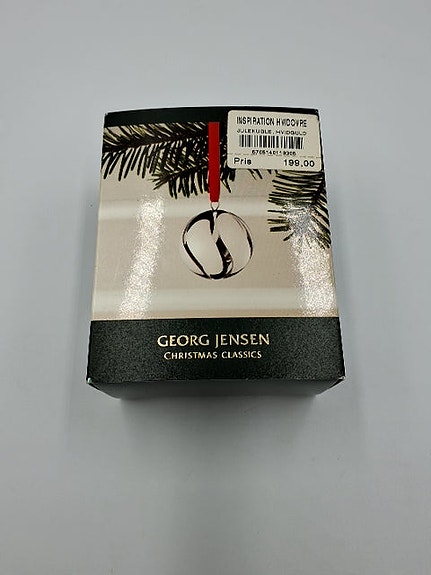 INSPIRATION HVIDOVRE
JULEKUGLE, HVIDGULD
Pris 199,00
GEORG JENSEN
CHRISTMAS CLASSICS